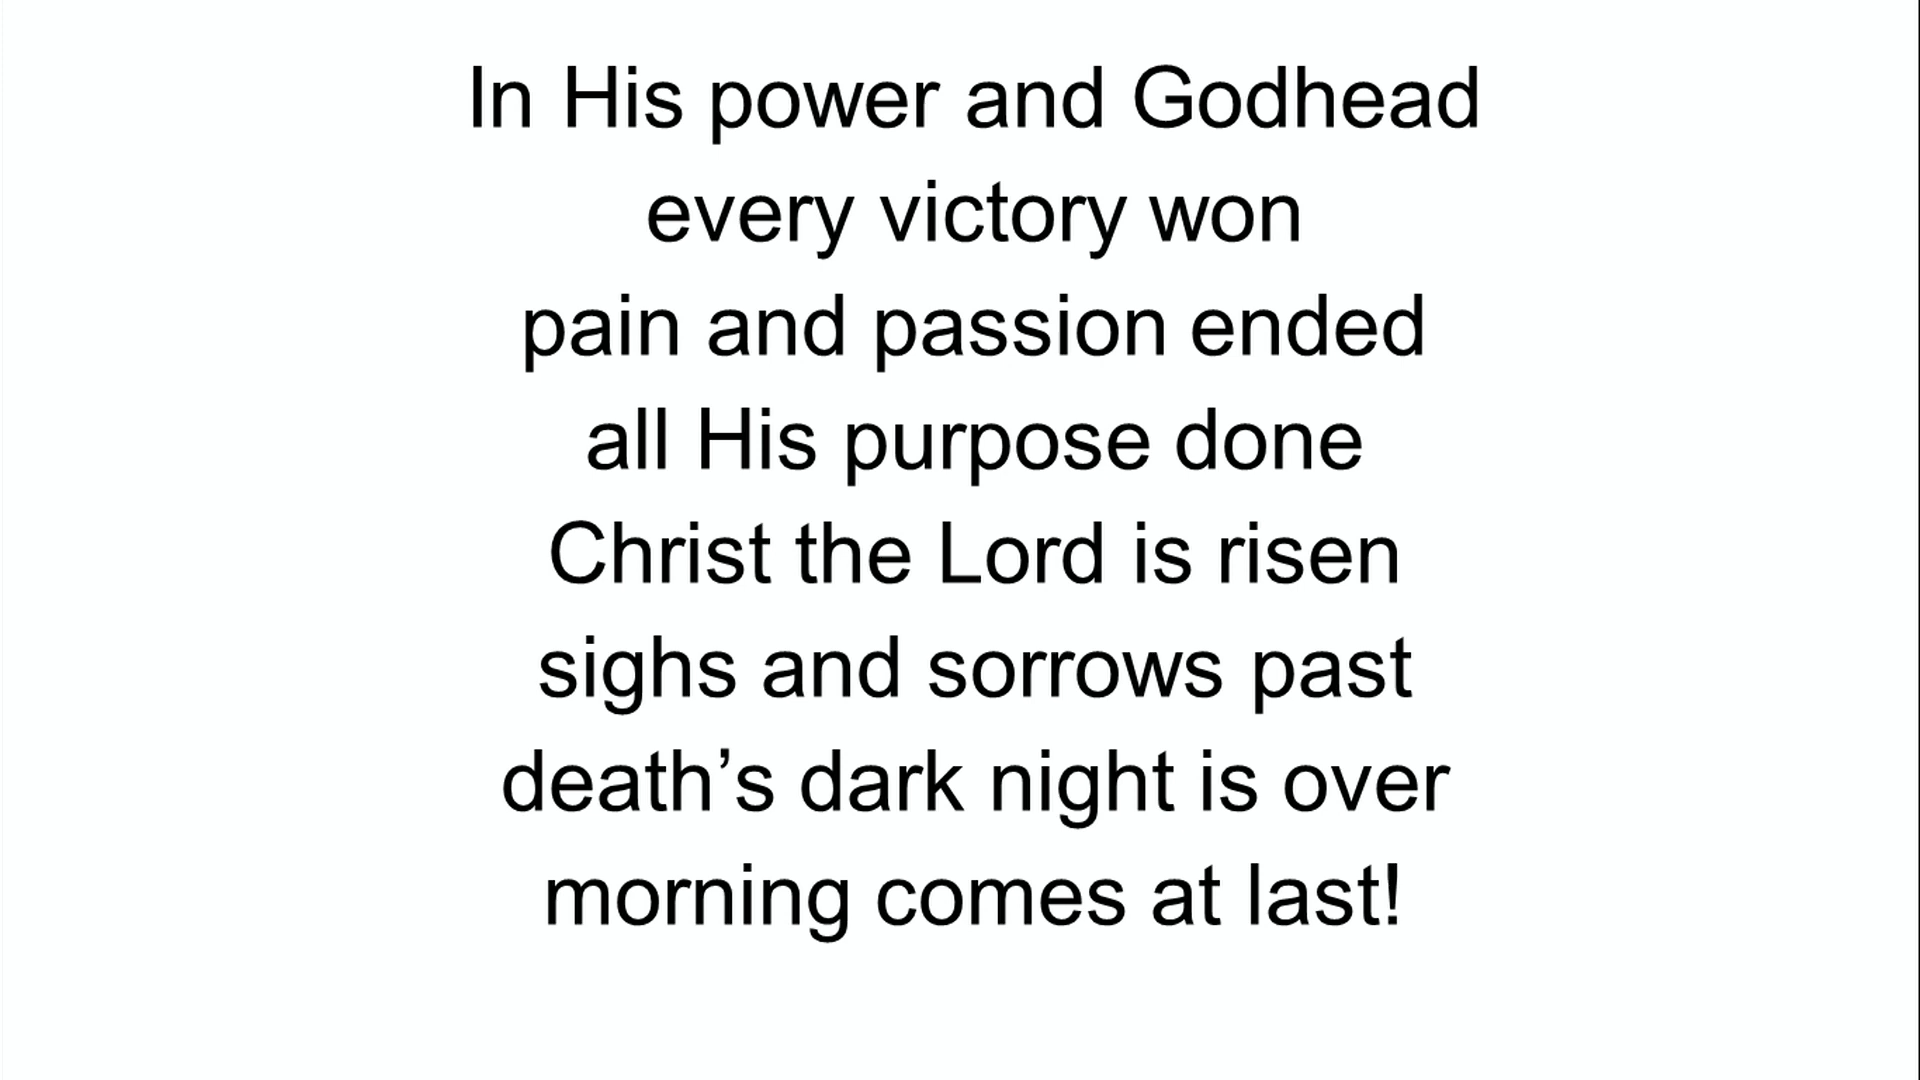 In His power and Godhead
every victory won
pain and passion ended
all His purpose done
Christ the Lord is risen
sighs and sorrows past
death’s dark night is over
morning comes at last!